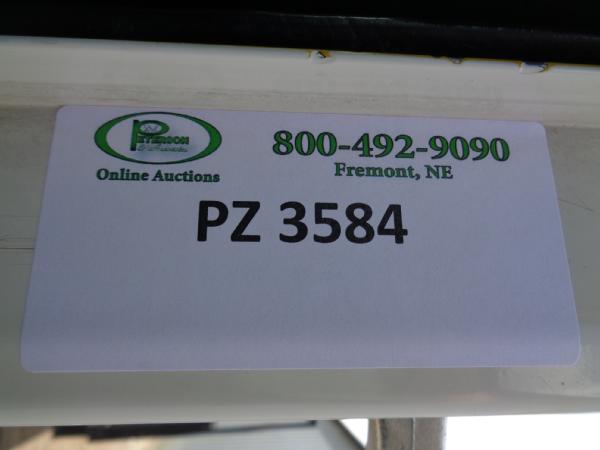 PETERSON
Online Auctions
800-492-9090
Fremont, NE
PZ 3584